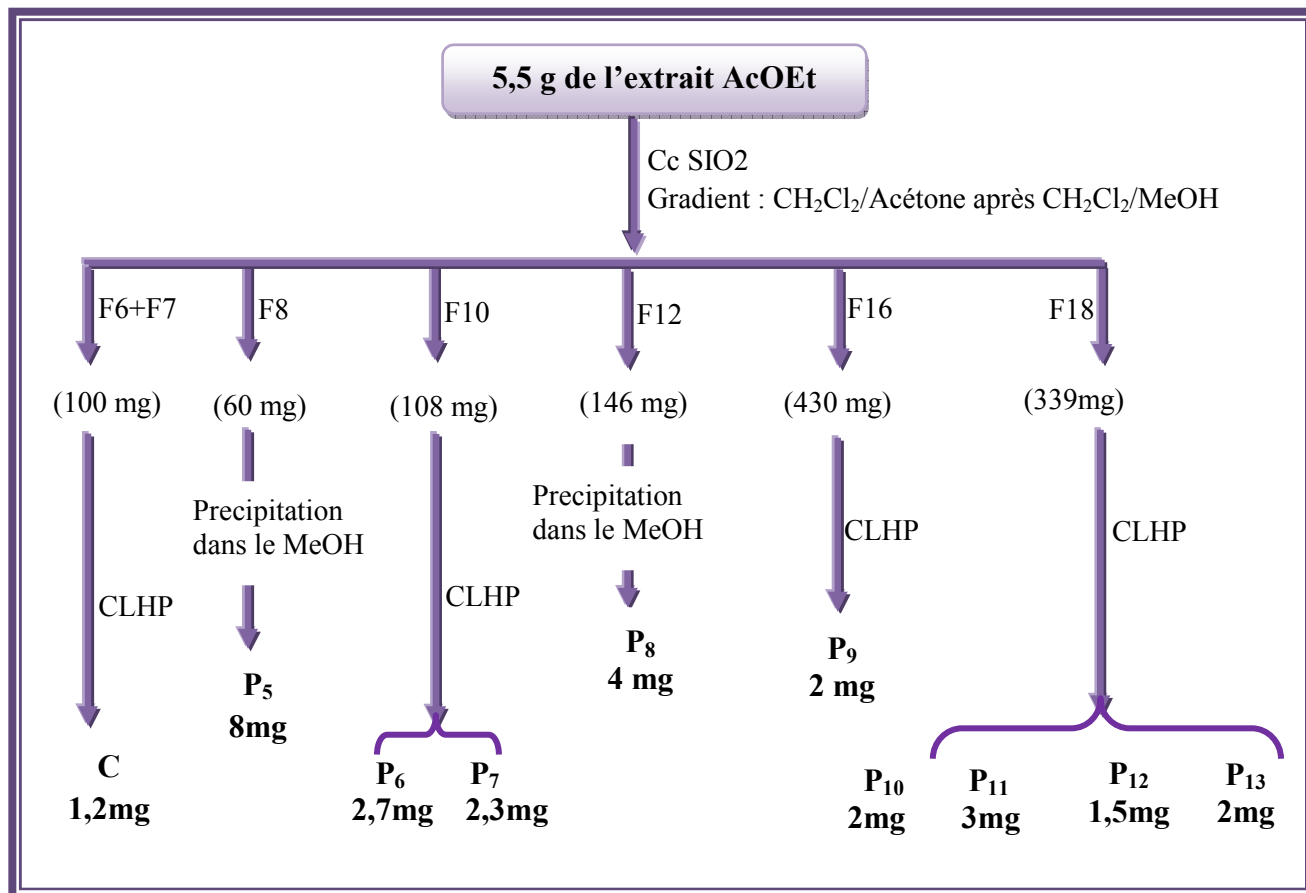 5,5 g de l'extrait AcOEt
Cc SIO2
Gradient : CH₂Cl₂/Acétone après CH₂Cl₂/MeOH
F6+F7
F8
F10
F12
F16
F18
(100 mg)
(60 mg)
(108 mg)
(146 mg)
(430 mg)
(339mg)
Precipitation
dans le MeOH
Precipitation
dans le MeOH
CLHP
CLHP
CLHP
CLHP
C
1,2mg
P₅
8mg
P₆
2,7mg
P₇
2,3mg
P₈
4 mg
P₉
2 mg
P₁₀
2mg
P₁₁
3mg
P₁₂
1,5mg
P₁₃
2mg